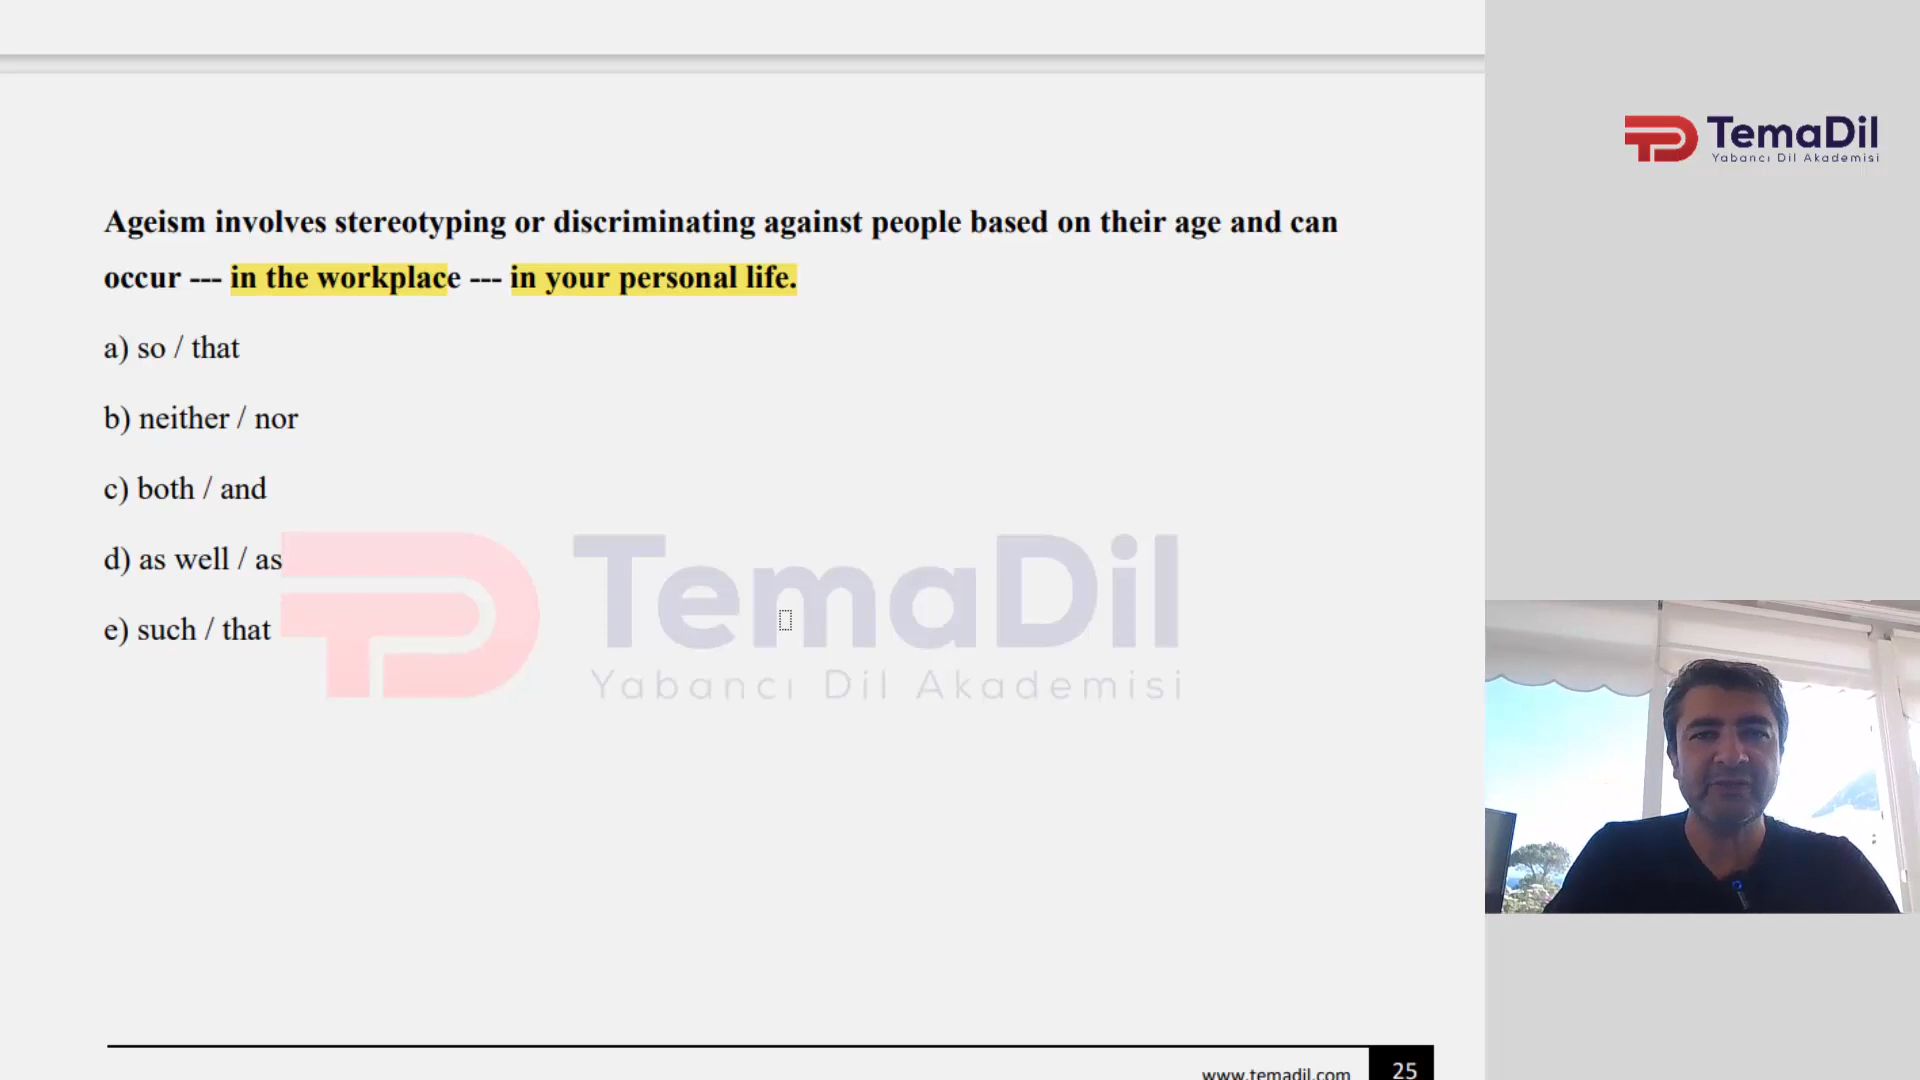 TemaDil
Yabancı Dil Akademisi
Ageism involves stereotyping or discriminating against people based on their age and can
occur --- in the workplace --- in your personal life.
a) so / that
b) neither / nor
c) both / and
d) as well / as
e) such / that
TemaDil
Yabancı Dil Akademisi
www.temadil.com
25